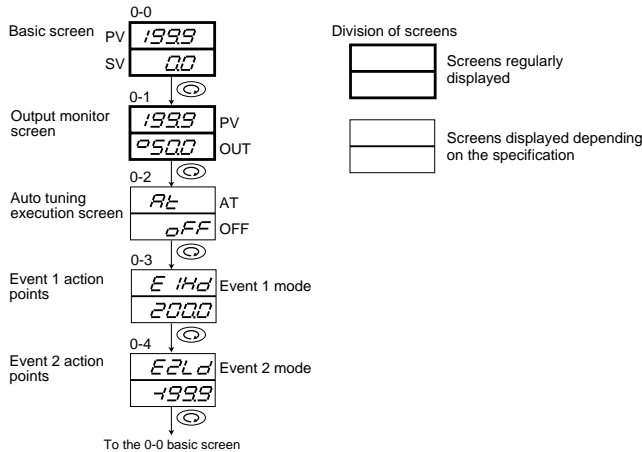 0-0
Basic screen PV 199.9
SV 0.0
0-1
Output monitor
screen
199.9 PV
o50.0 OUT
0-2
Auto tuning
execution screen
At AT
oFF OFF
0-3
Event 1 action
points
E1Hd Event 1 mode
200.0
0-4
Event 2 action
points
E2Ld Event 2 mode
-199.9
To the 0-0 basic screen
Division of screens
Screens regularly
displayed
Screens displayed depending
on the specification